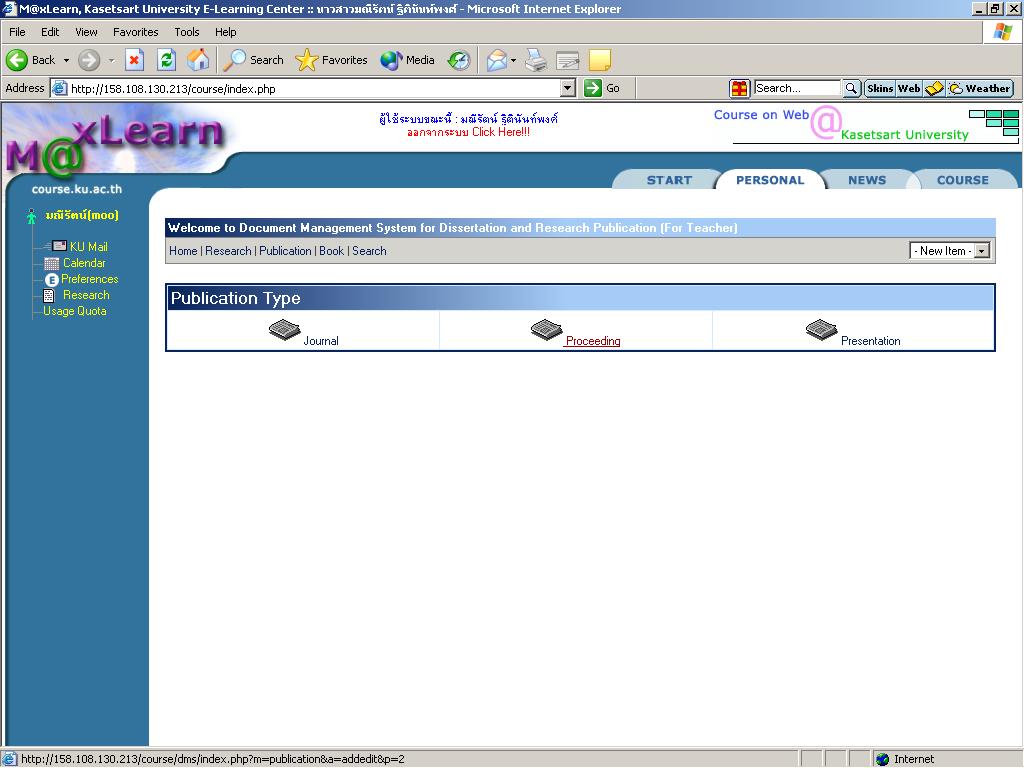 M@xLearn, Kasetsart University E-Learning Center :: นางสาวมณีรัตน์ ฐิตินันท์พงศ์ - Microsoft Internet Explorer
File Edit View Favorites Tools Help
Back Search Favorites Media
Address http://158.108.130.213/course/index.php Go Search... Skins Web Weather
M@xLearn
course.ku.ac.th
ผู้ใช้ระบบขณะนี้ : มณีรัตน์ ฐิตินันท์พงศ์
ออกจากระบบ Click Here!!!
Course on Web @ Kasetsart University
START PERSONAL NEWS COURSE
มณีรัตน์(moo)
KU Mail
Calendar
Preferences
Research
Usage Quota
Welcome to Document Management System for Dissertation and Research Publication (For Teacher)
Home | Research | Publication | Book | Search - New Item -
Publication Type
Journal Proceeding Presentation
http://158.108.130.213/course/dms/index.php?m=publication&a=addedit&p=2 Internet